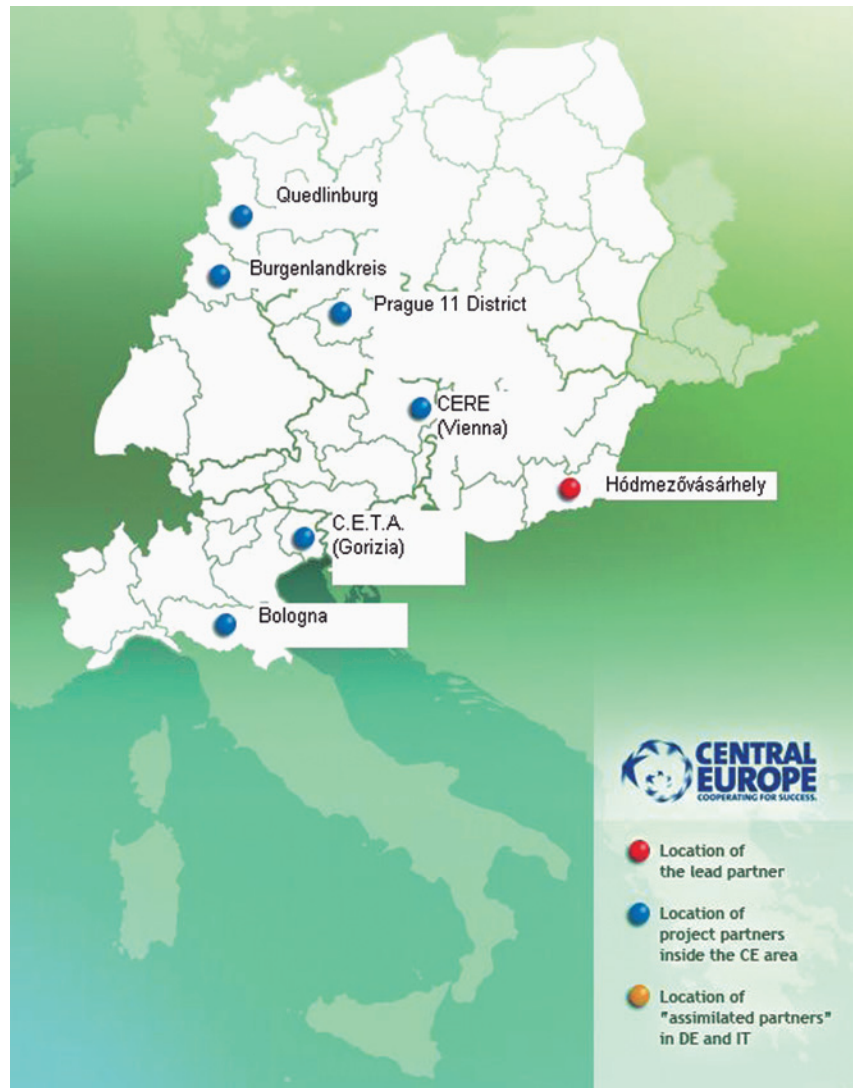 Quedlinburg
Burgenlandkreis
Prague 11 District
CERE
(Vienna)
Hódmezővásárhely
C.E.T.A.
(Gorizia)
Bologna
CENTRAL
EUROPE
COOPERATING FOR SUCCESS.
Location of
the lead partner
Location of
project partners
inside the CE area
Location of
"assimilated partners"
in DE and IT